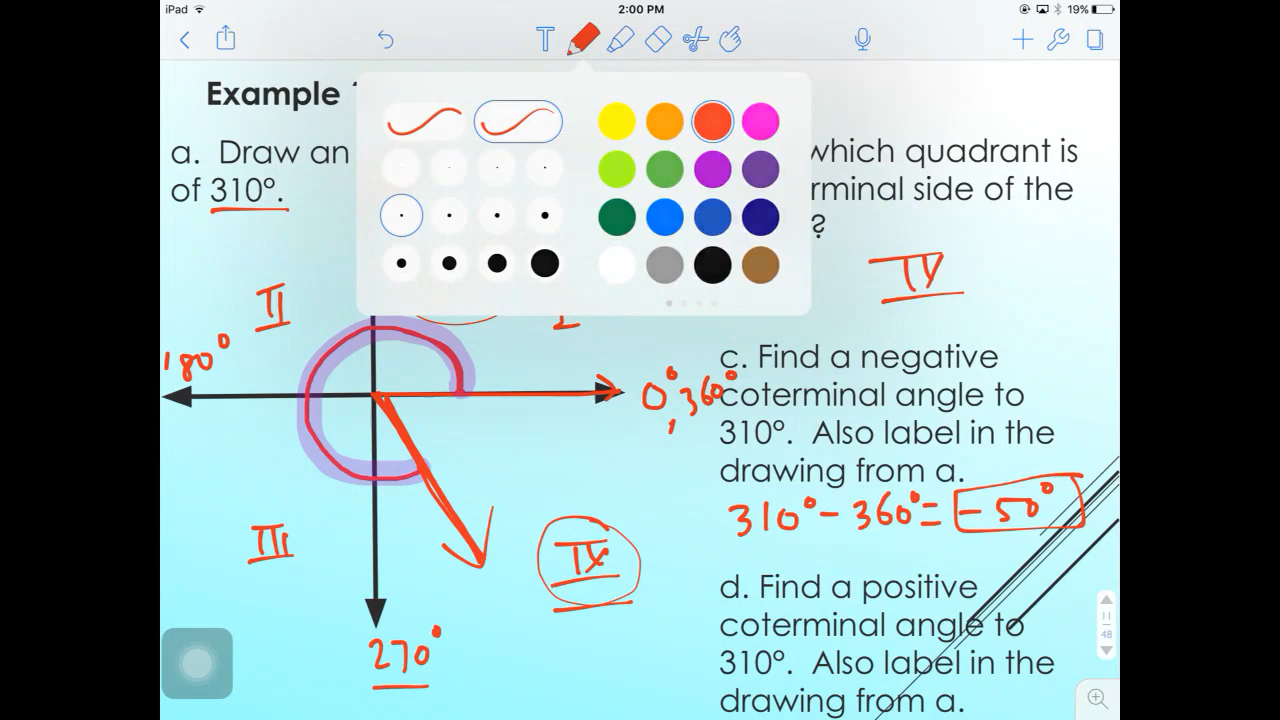 iPad 2:00 PM 19%
T
Example
a. Draw an
of 310°.
which quadrant is
rminal side of the
?
IV
II
I
180°
0°, 360°
c. Find a negative
coterminal angle to
310°. Also label in the
drawing from a.
310° - 360° = -50°
III
IV
270°
d. Find a positive
coterminal angle to
310°. Also label in the
drawing from a.
11
48